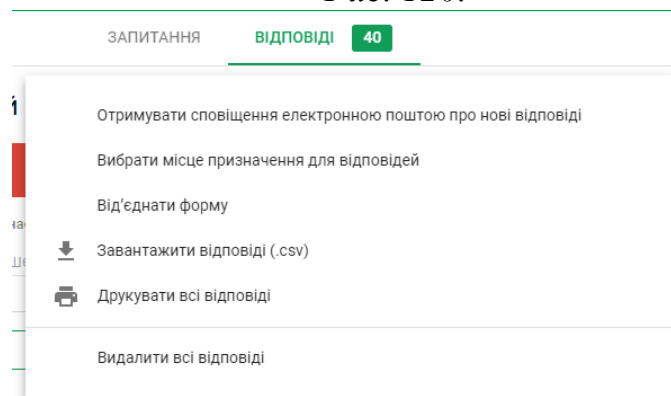 ЗАПИТАННЯ ВІДПОВІДІ 40
Отримувати сповіщення електронною поштою про нові відповіді
Вибрати місце призначення для відповідей
Від'єднати форму
Завантажити відповіді (.csv)
Друкувати всі відповіді
Видалити всі відповіді